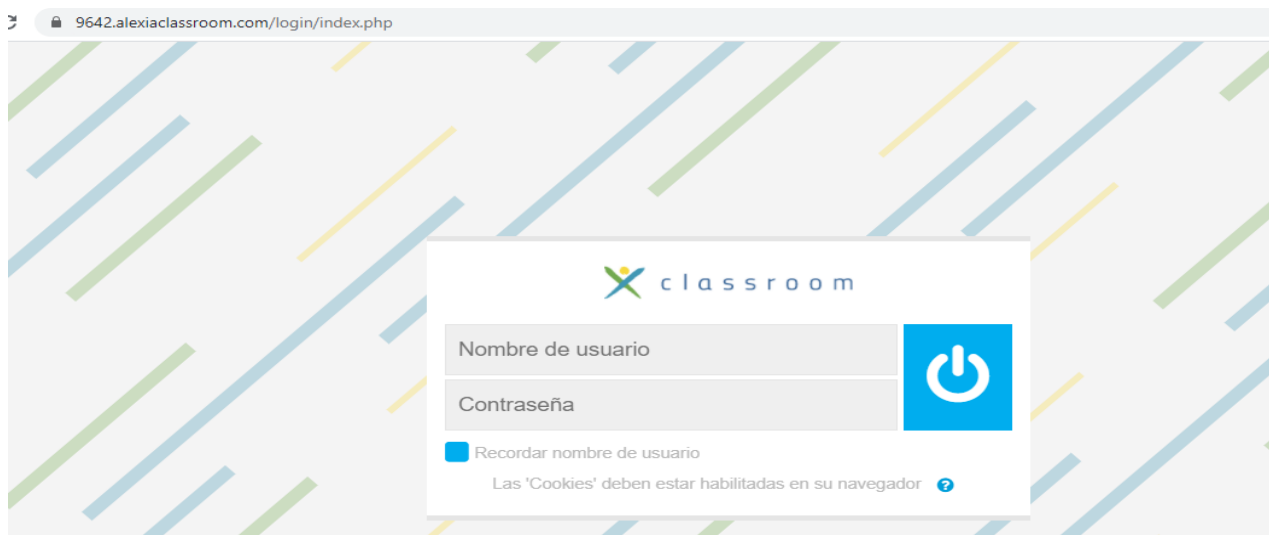 9642.alexiaclassroom.com/login/index.php
classroom
Nombre de usuario
Contraseña
Recordar nombre de usuario
Las 'Cookies' deben estar habilitadas en su navegador ?